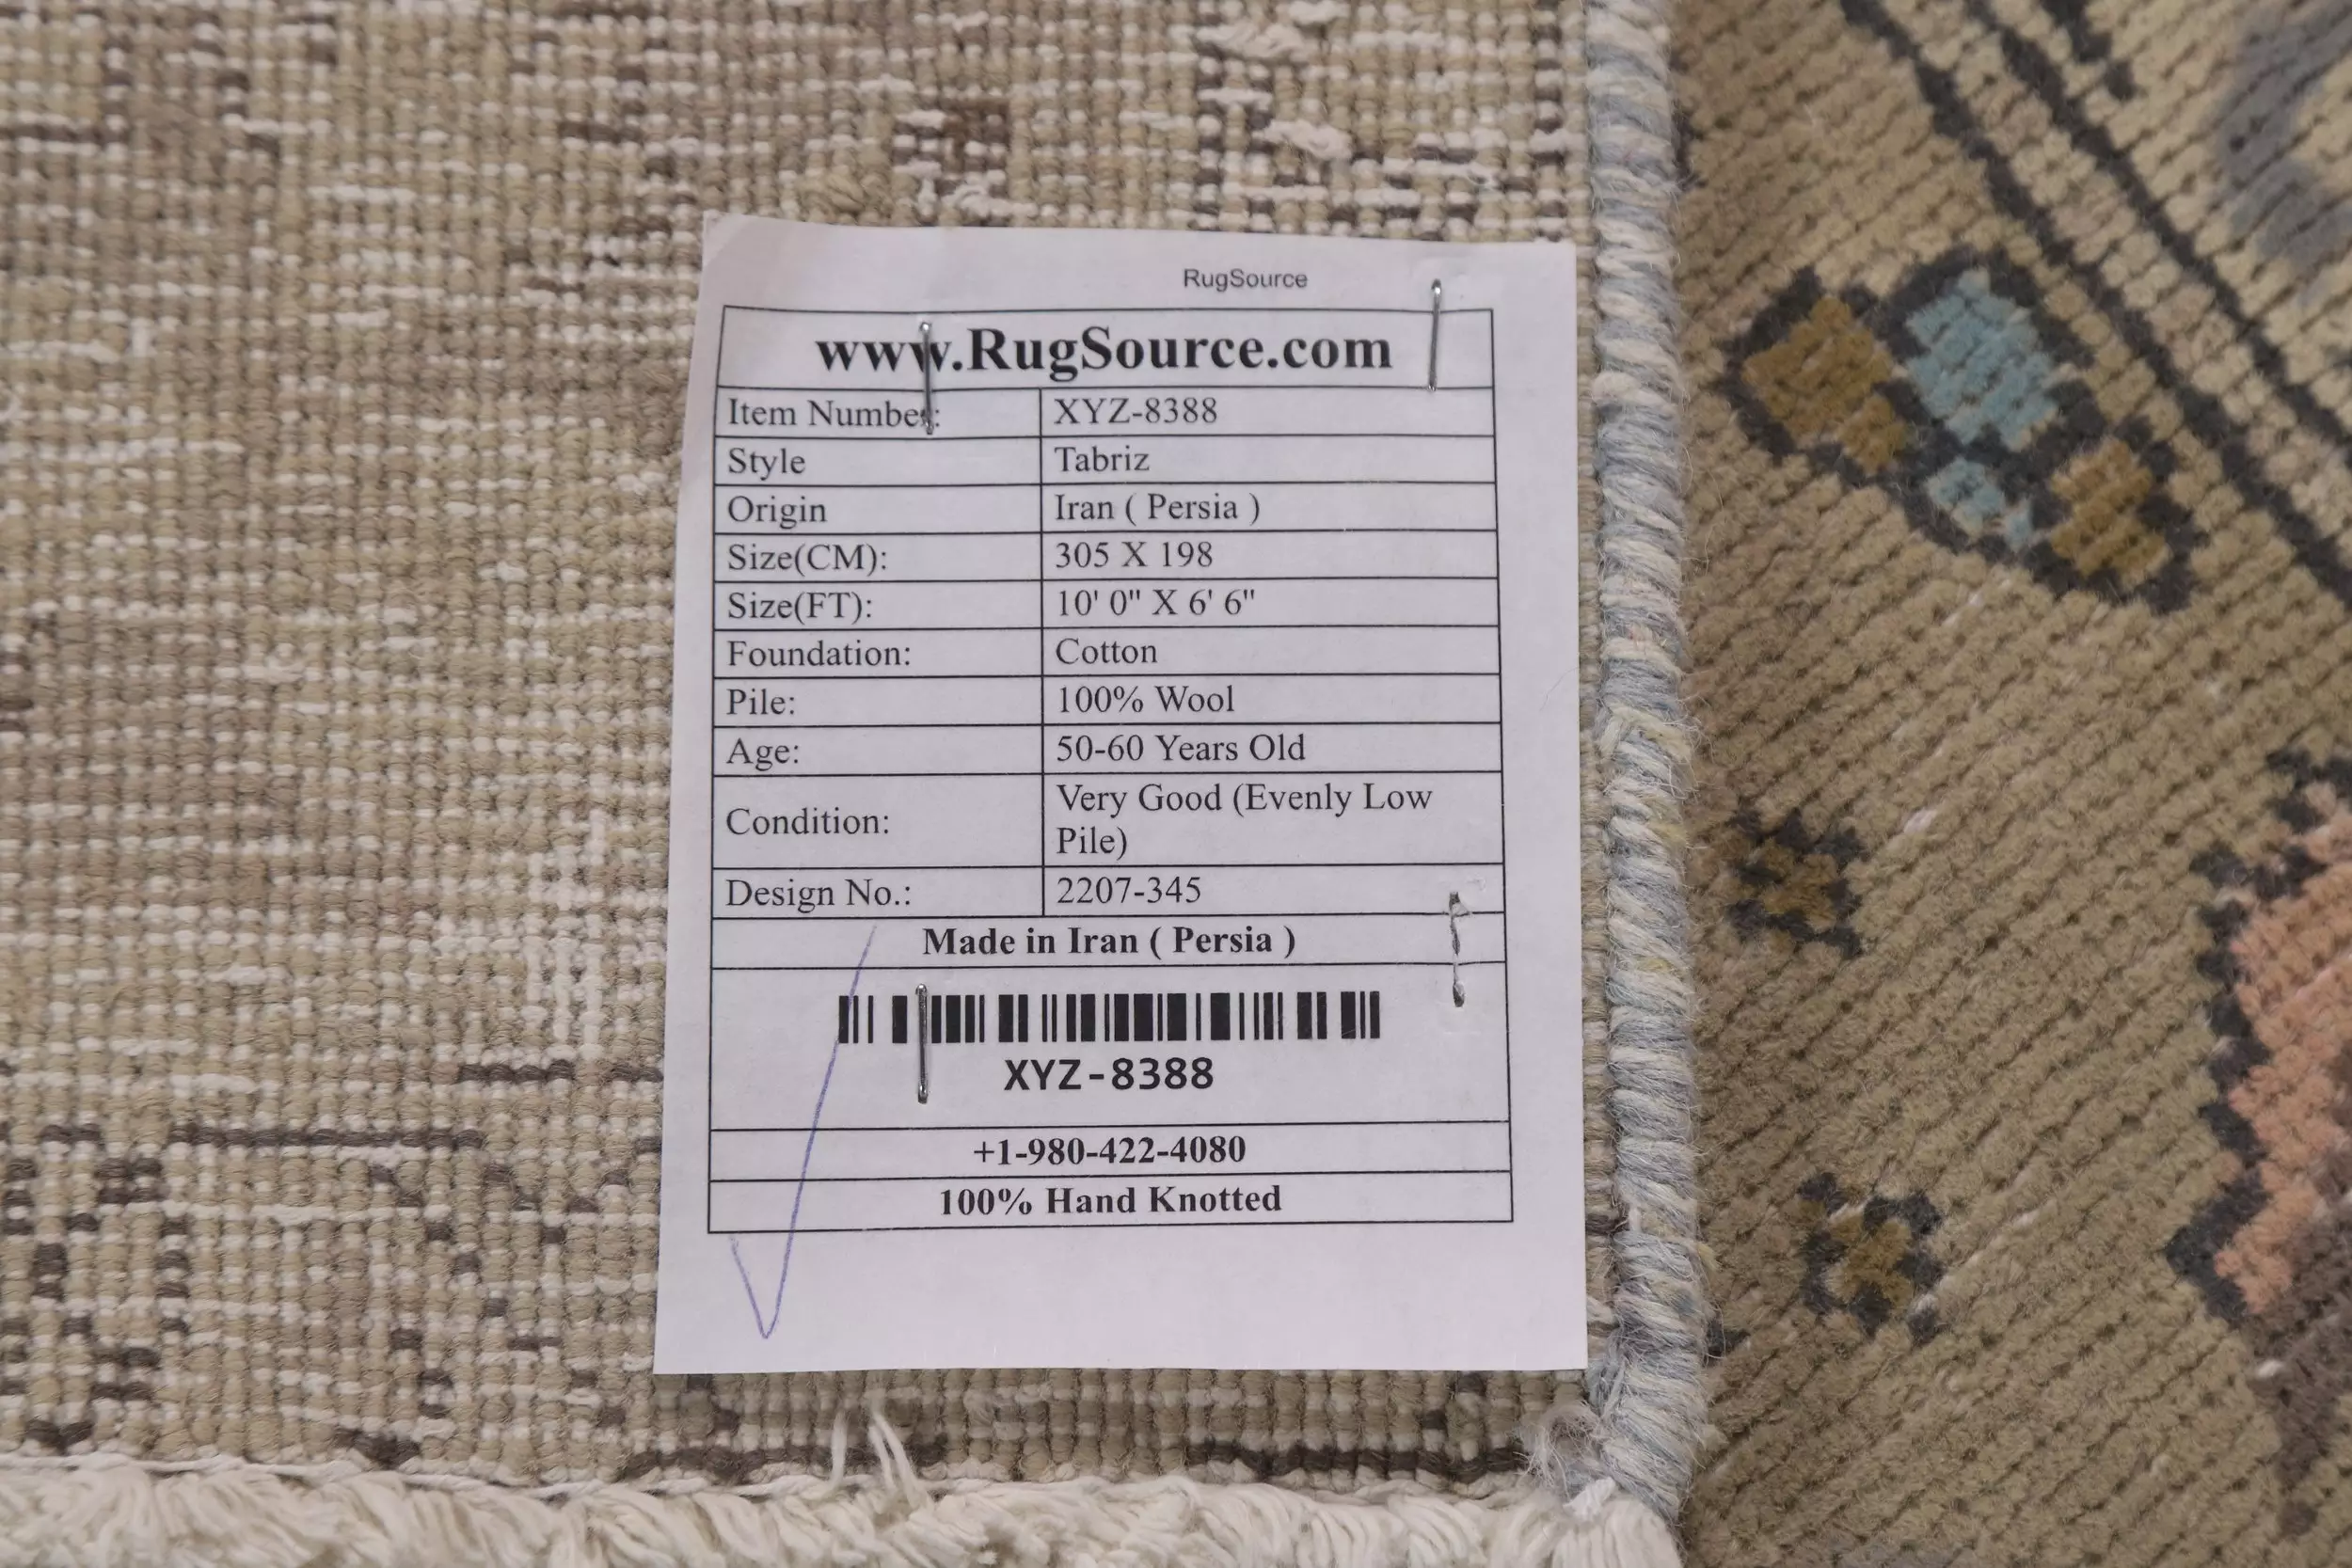 RugSource
www.RugSource.com
Item Number: XYZ-8388
Style Tabriz
Origin Iran ( Persia )
Size(CM): 305 X 198
Size(FT): 10' 0" X 6' 6"
Foundation: Cotton
Pile: 100% Wool
Age: 50-60 Years Old
Condition: Very Good (Evenly Low
Pile)
Design No.: 2207-345
Made in Iran ( Persia )
XYZ-8388
+1-980-422-4080
100% Hand Knotted